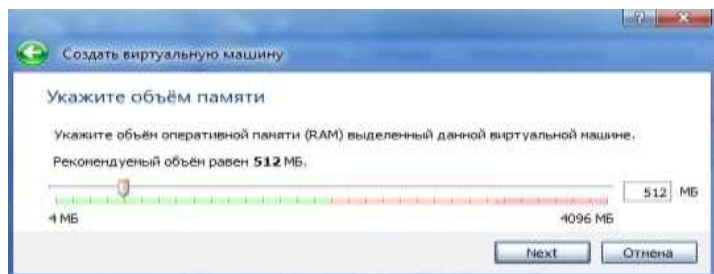 Создать виртуальную машину
Укажите объём памяти
Укажите объём оперативной памяти (RAM) выделенный данной виртуальной машине.
Рекомендуемый объём равен 512 МБ.
512 МБ
4 МБ 4096 МБ
Next Отмена